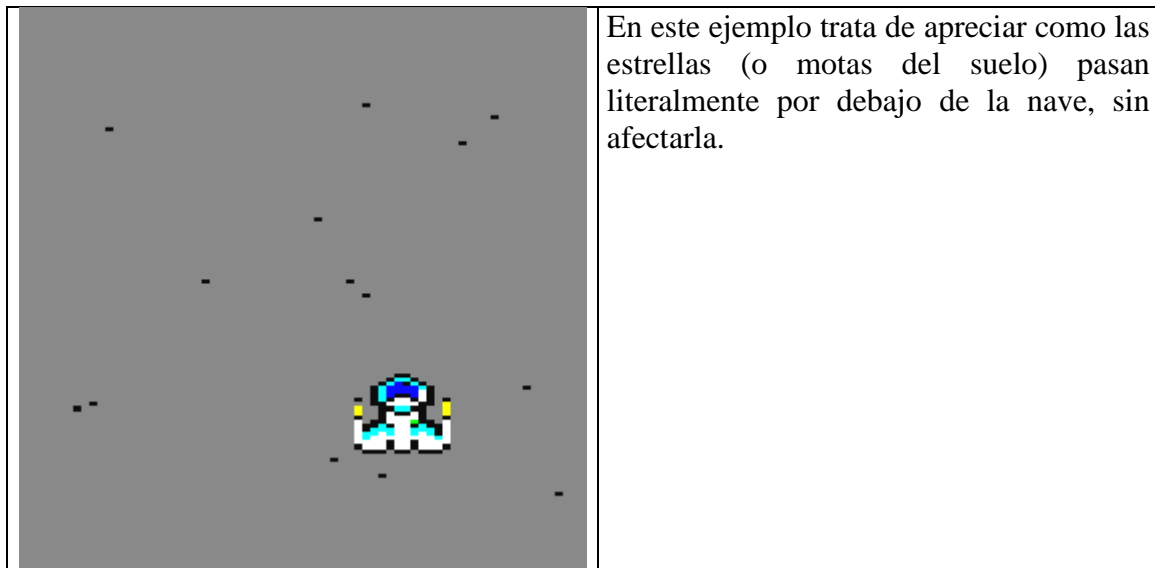 En este ejemplo trata de apreciar como las
estrellas (o motas del suelo) pasan
literalmente por debajo de la nave, sin
afectarla.